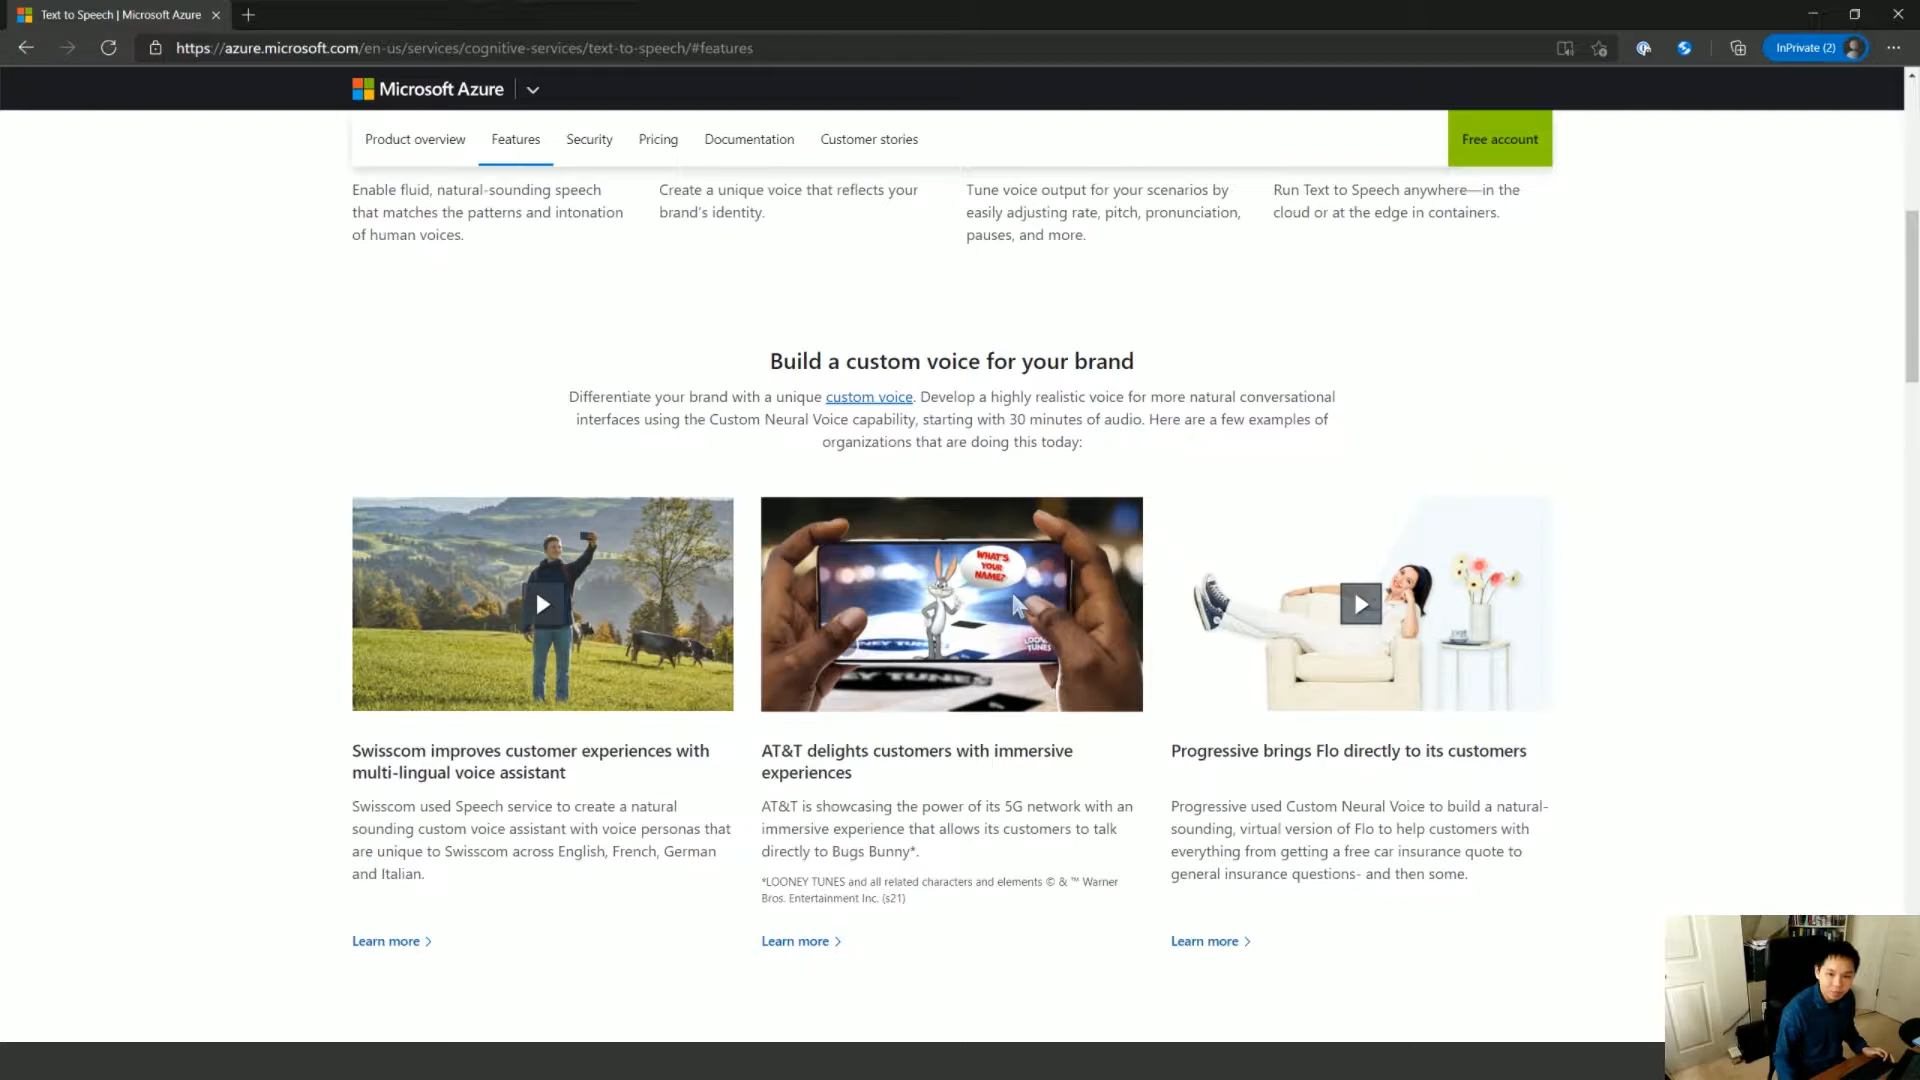 Text to Speech | Microsoft Azure
https://azure.microsoft.com/en-us/services/cognitive-services/text-to-speech/#features
InPrivate (2)
Microsoft Azure
Product overview
Features
Security
Pricing
Documentation
Customer stories
Free account
Enable fluid, natural-sounding speech
that matches the patterns and intonation
of human voices.
Create a unique voice that reflects your
brand's identity.
Tune voice output for your scenarios by
easily adjusting rate, pitch, pronunciation,
pauses, and more.
Run Text to Speech anywhere—in the
cloud or at the edge in containers.
Build a custom voice for your brand
Differentiate your brand with a unique custom voice. Develop a highly realistic voice for more natural conversational
interfaces using the Custom Neural Voice capability, starting with 30 minutes of audio. Here are a few examples of
organizations that are doing this today:
WHAT'S
YOUR
NAME?
LOONEY
TUNES
Swisscom improves customer experiences with
multi-lingual voice assistant
Swisscom used Speech service to create a natural
sounding custom voice assistant with voice personas that
are unique to Swisscom across English, French, German
and Italian.
Learn more
AT&T delights customers with immersive
experiences
AT&T is showcasing the power of its 5G network with an
immersive experience that allows its customers to talk
directly to Bugs Bunny*.
*LOONEY TUNES and all related characters and elements © & ™ Warner
Bros. Entertainment Inc. (s21)
Learn more
Progressive brings Flo directly to its customers
Progressive used Custom Neural Voice to build a natural-
sounding, virtual version of Flo to help customers with
everything from getting a free car insurance quote to
general insurance questions- and then some.
Learn more